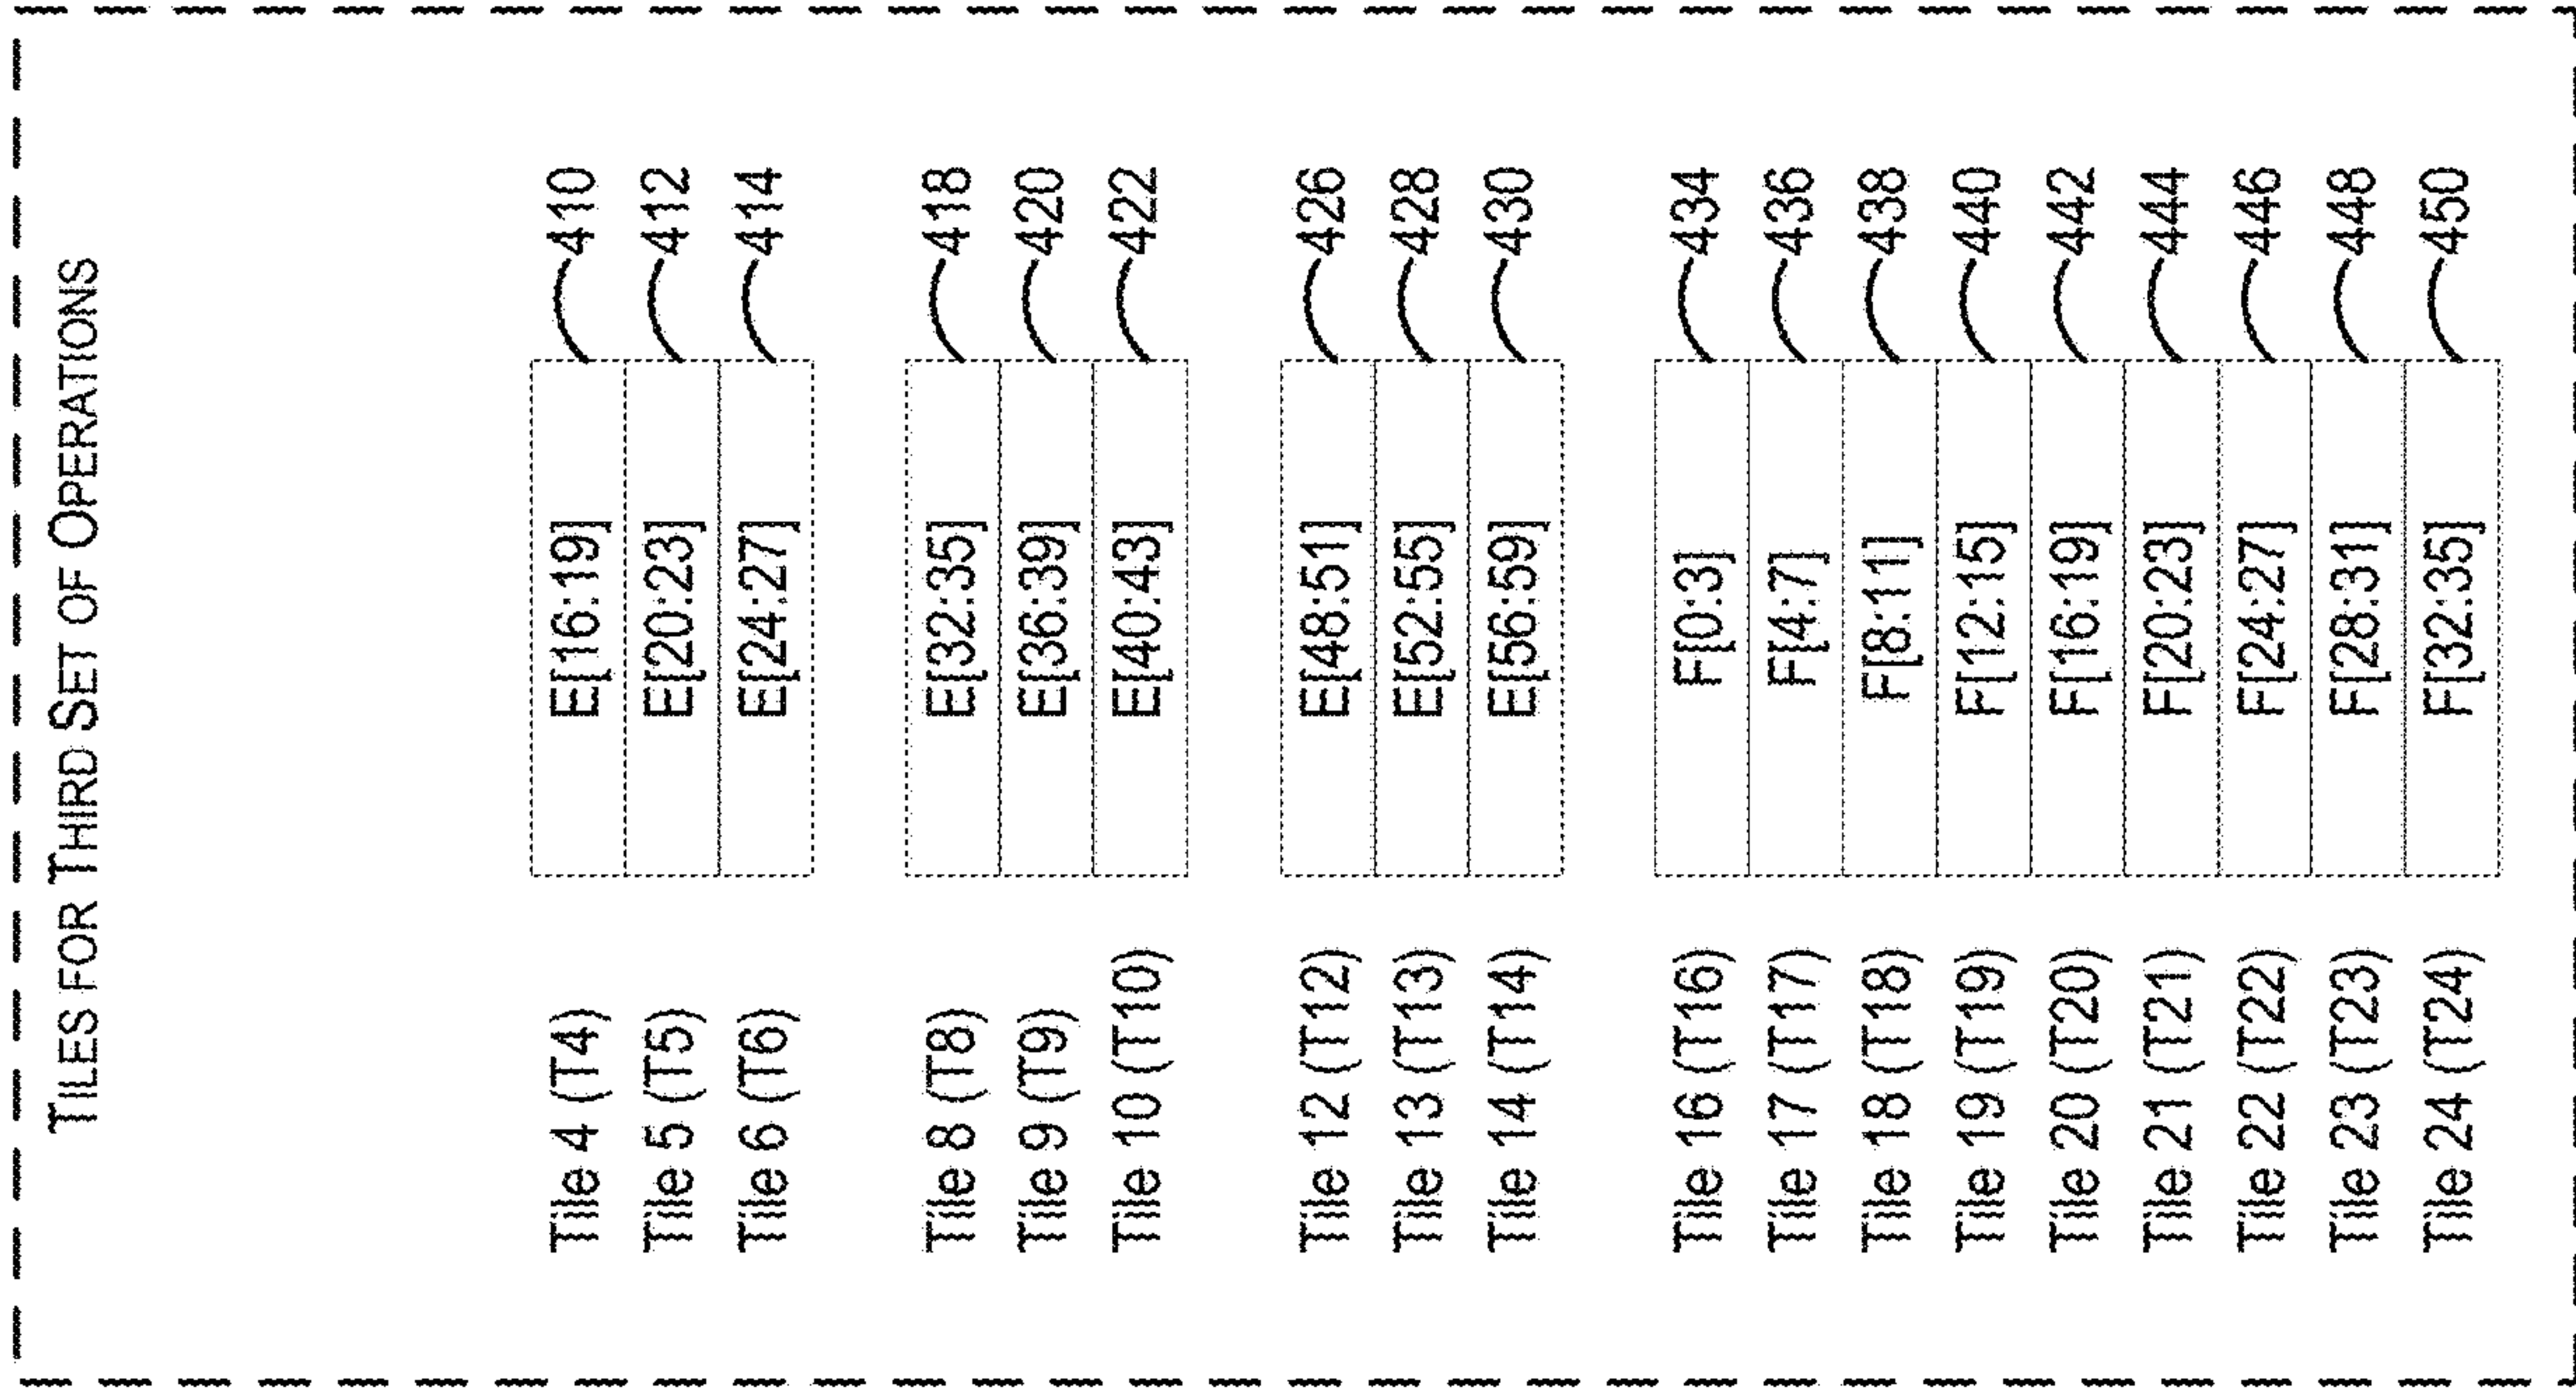 TILES FOR THIRD SET OF OPERATIONS
Tile 4 (T4) E[16:19] 410
Tile 5 (T5) E[20:23] 412
Tile 6 (T6) E[24:27] 414
Tile 8 (T8) E[32:35] 418
Tile 9 (T9) E[36:39] 420
Tile 10 (T10) E[40:43] 422
Tile 12 (T12) E[48:51] 426
Tile 13 (T13) E[52:55] 428
Tile 14 (T14) E[56:59] 430
Tile 16 (T16) F[0:3] 434
Tile 17 (T17) F[4:7] 436
Tile 18 (T18) F[8:11] 438
Tile 19 (T19) F[12:15] 440
Tile 20 (T20) F[16:19] 442
Tile 21 (T21) F[20:23] 444
Tile 22 (T22) F[24:27] 446
Tile 23 (T23) F[28:31] 448
Tile 24 (T24) F[32:35] 450